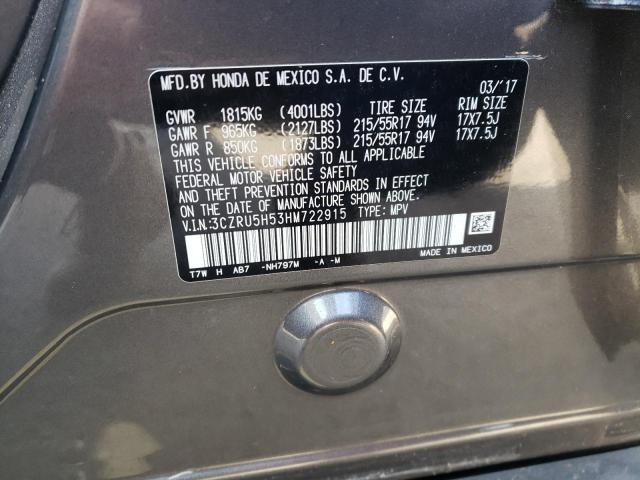 MFD.BY HONDA DE MEXICO S.A. DE C.V. 03/'17
GVWR 1815KG (4001LBS) TIRE SIZE RIM SIZE
GAWR F 965KG (2127LBS) 215/55R17 94V 17X7.5J
GAWR R 850KG (1873LBS) 215/55R17 94V 17X7.5J
THIS VEHICLE CONFORMS TO ALL APPLICABLE
FEDERAL MOTOR VEHICLE SAFETY
AND THEFT PREVENTION STANDARDS IN EFFECT
ON THE DATE OF MANUFACTURE SHOWN ABOVE.
V.I.N.:3CZRU5H53HM722915 TYPE: MPV
MADE IN MEXICO
T7W H AB7 -NH797M -A -M